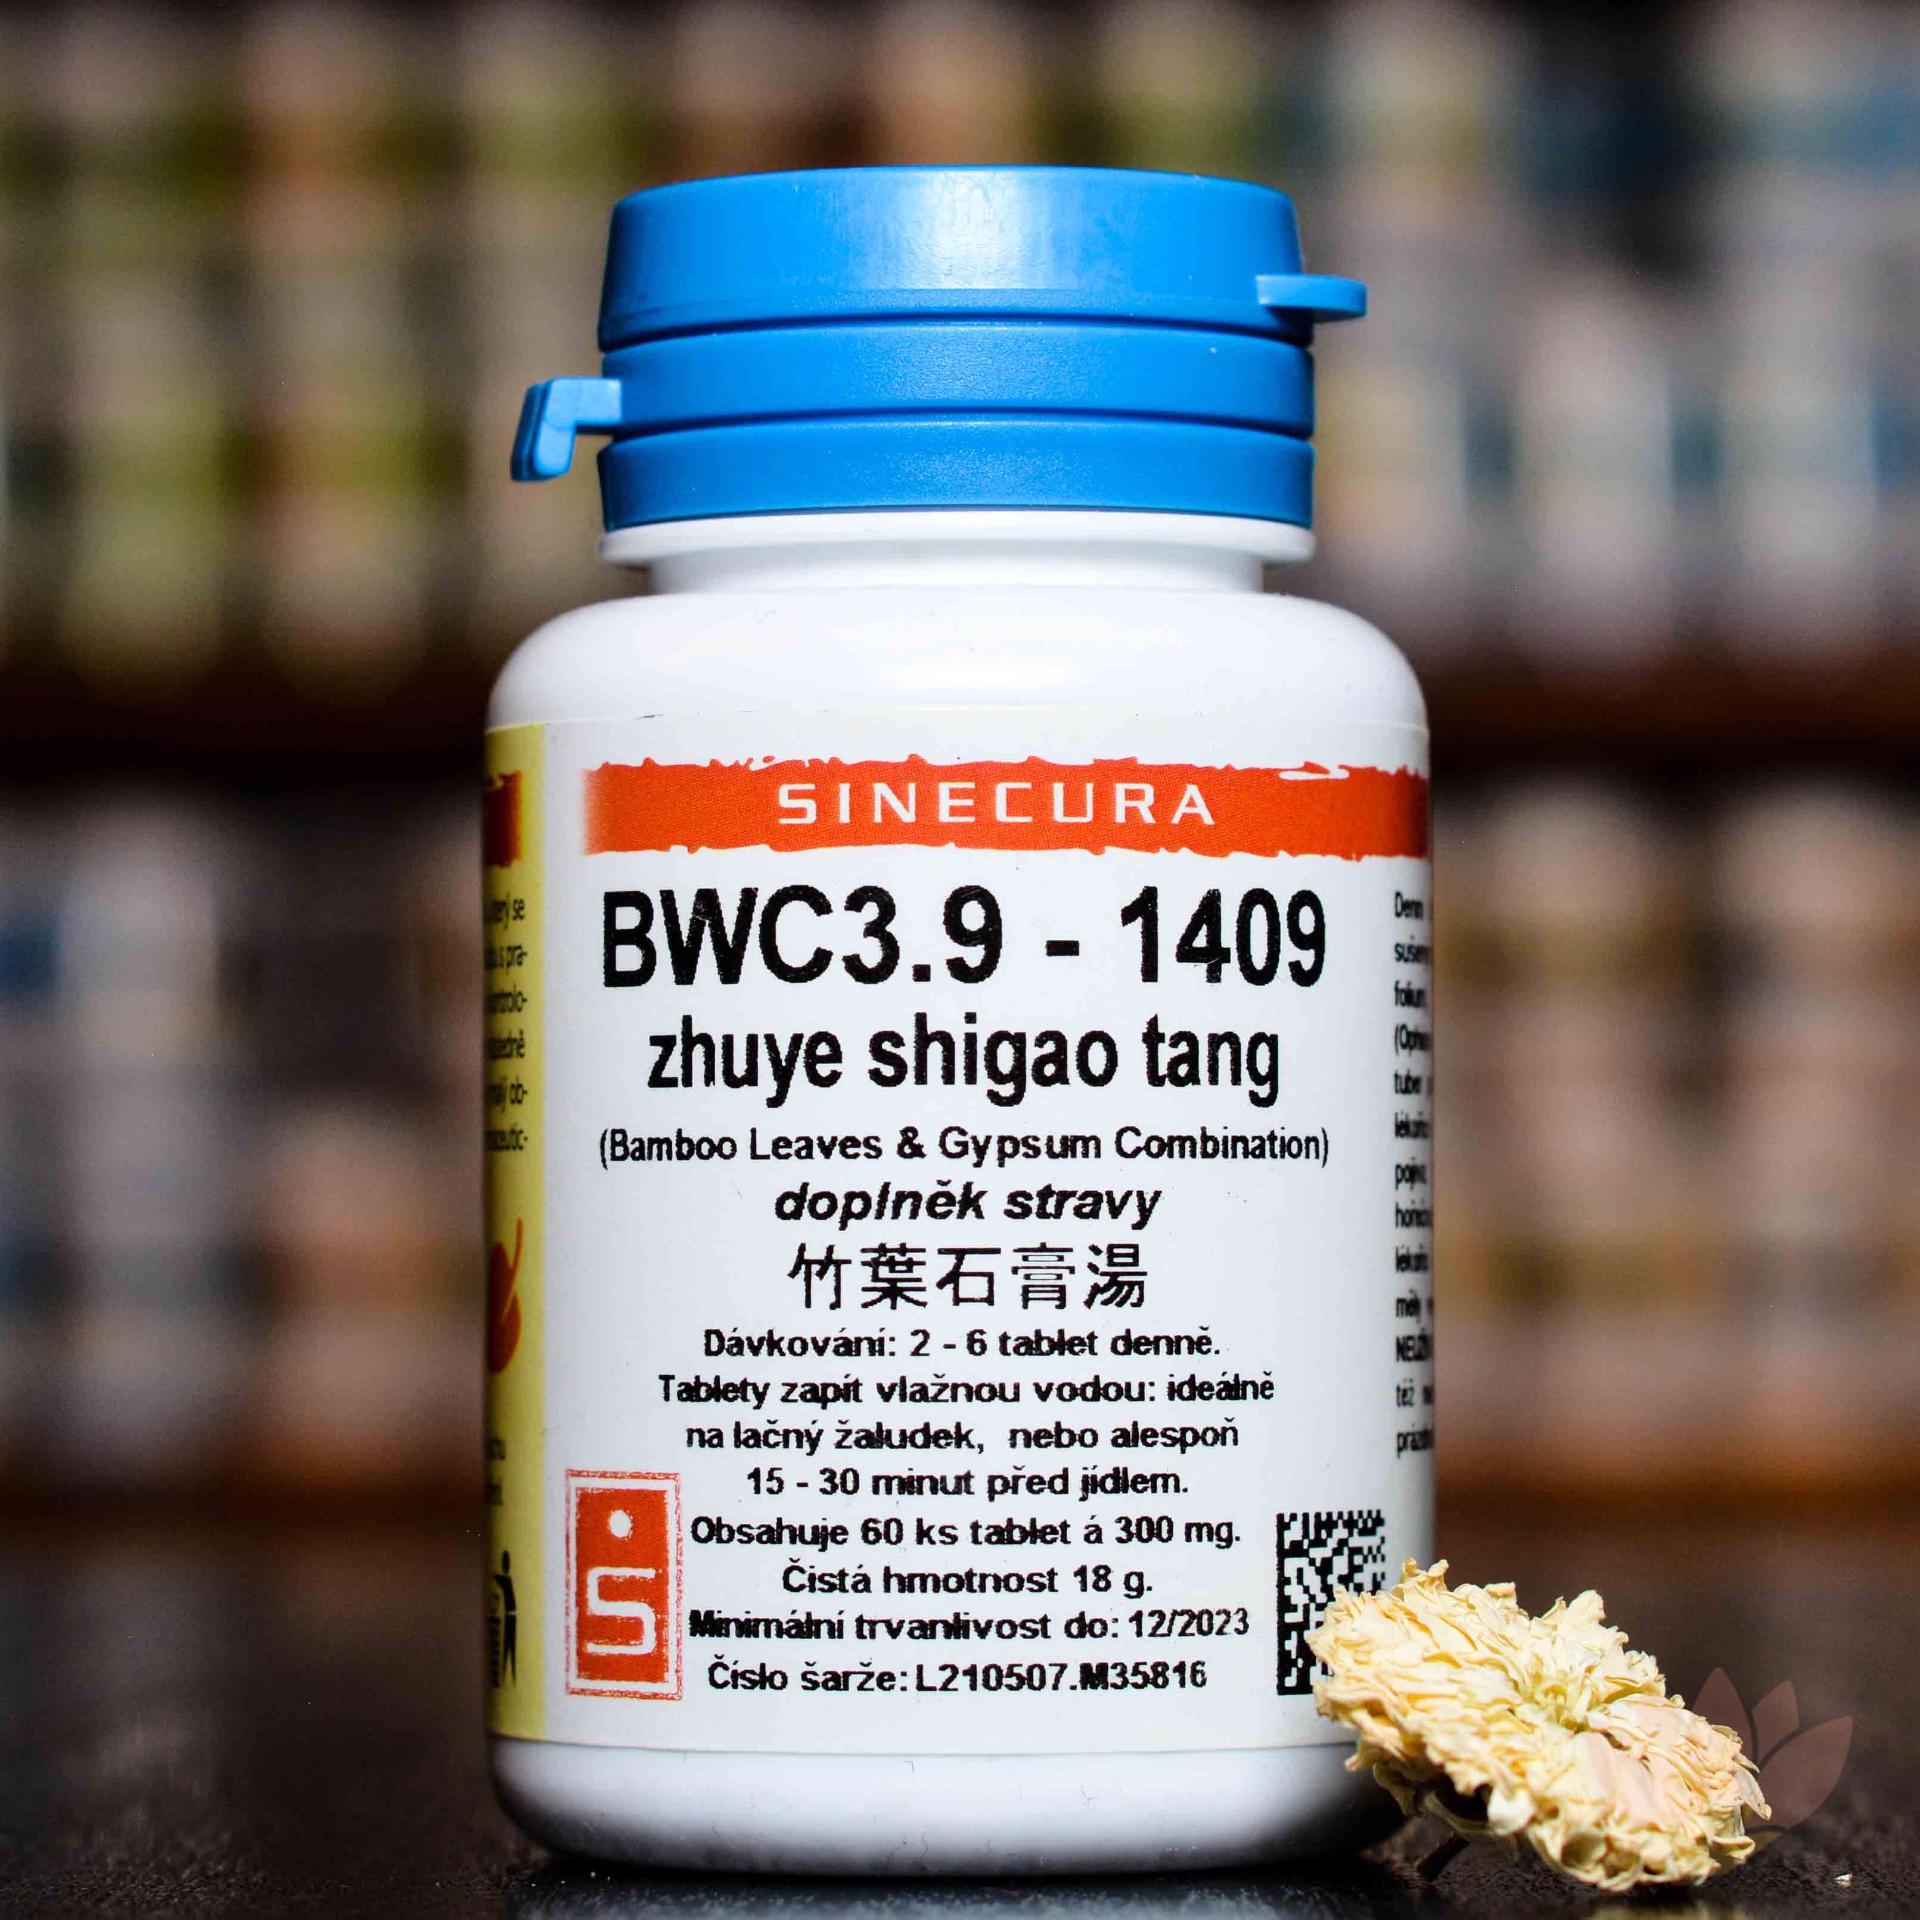 SINECURA
BWC3.9 - 1409
zhuye shigao tang
(Bamboo Leaves & Gypsum Combination)
doplněk stravy
竹葉石膏湯
Dávkování: 2 - 6 tablet denně.
Tablety zapít vlažnou vodou: ideálně
na lačný žaludek, nebo alespoň
15 - 30 minut před jídlem.
Obsahuje 60 ks tablet á 300 mg.
Čistá hmotnost 18 g.
Minimální trvanlivost do: 12/2023
Číslo šarže: L210507.M35816